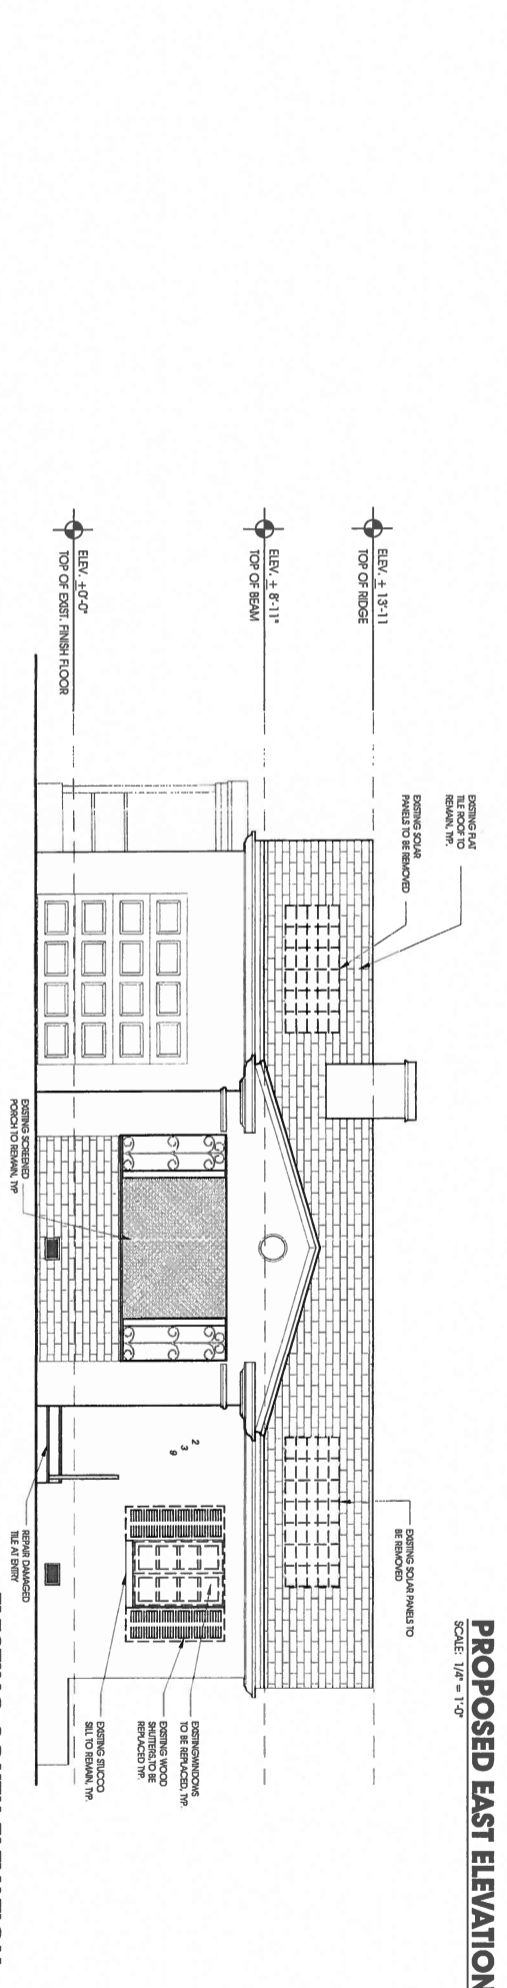 PROPOSED EAST ELEVATION
SCALE: 1/4" = 1'-0"
EXISTING FLAT
TILE ROOF TO
REMAIN, TYP.
EXISTING SOLAR
PANELS TO BE REMOVED
EXISTING SOLAR PANELS TO
BE REMOVED
ELEV. ± 13'-11
TOP OF RIDGE
ELEV. ± 8'-11"
TOP OF BEAM
ELEV. ±0'-0"
TOP OF EXIST. FINISH FLOOR
2
3
9
EXISTINGWINDOWS
TO BE REPLACED, TYP.
EXISTING WOOD
SHUTTERS,TO BE
REPLACED TYP.
EXISTING STUCCO
SILL TO REMAIN, TYP.
EXISTING SCREENED
PORCH TO REMAIN, TYP
REPAIR DAMAGED
TILE AT ENTRY